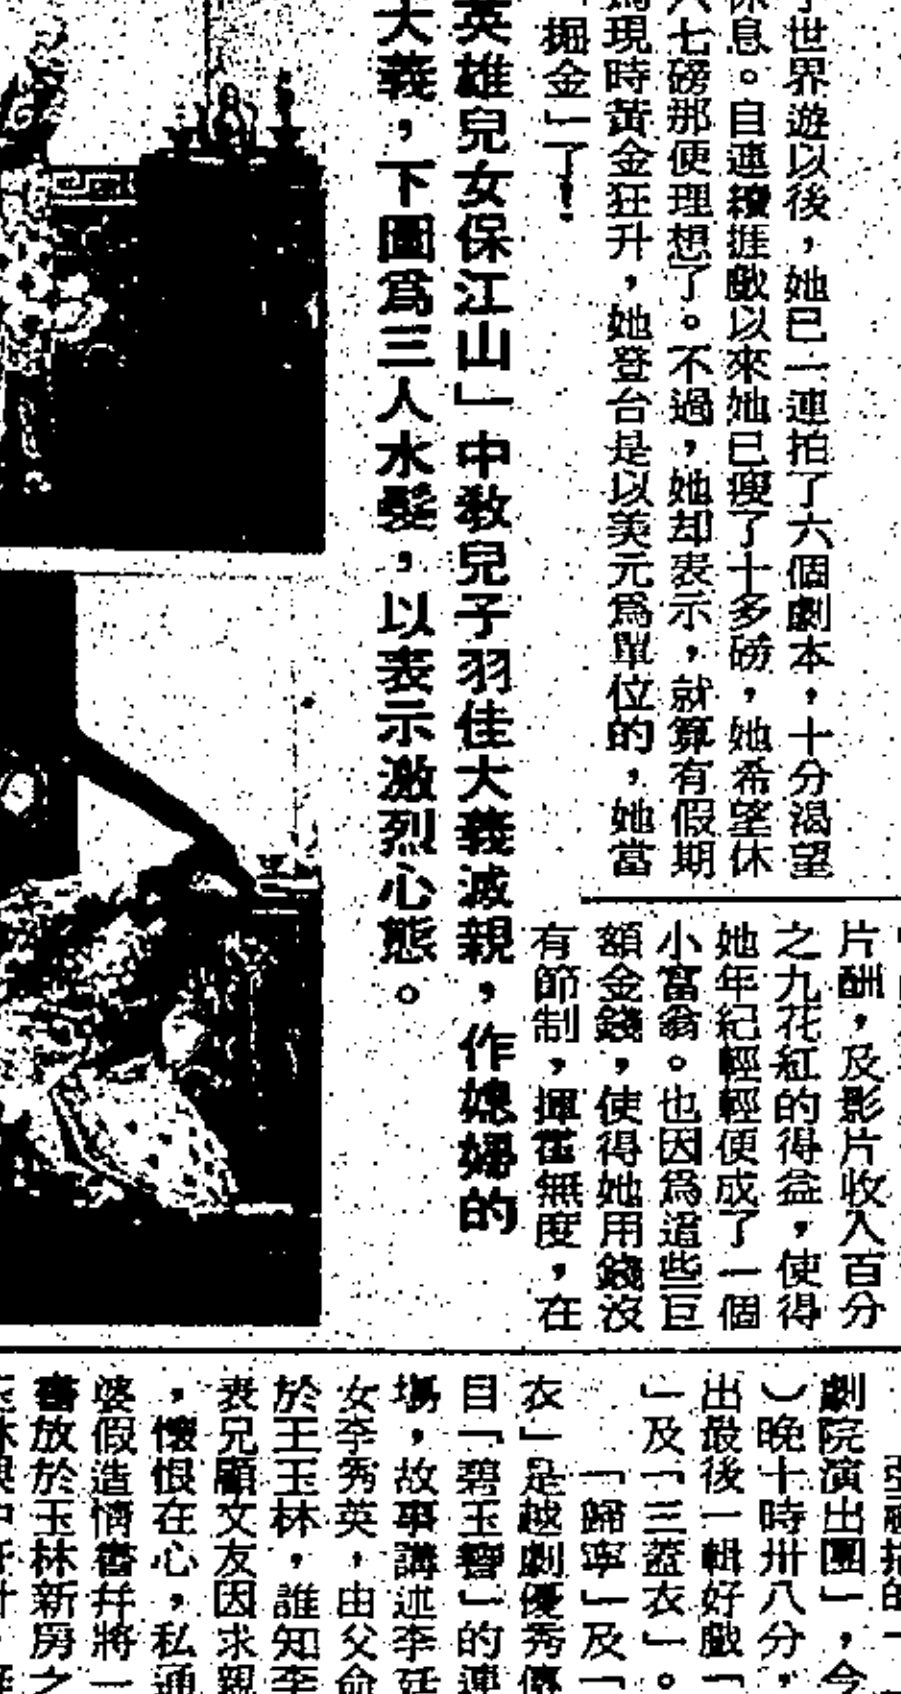 世界遊以後，她已一連拍了六個劇本，十分渴望
息。自連續捱戲以來她已瘦了十多磅，她希望休
七磅那便理想了。不過，她却表示，就算有假期
現時黃金狂升，她登台是以美元爲單位的，她當
掘金」了！
英雄兒女保江山」中敎兒子羽佳大義滅親，作媳婦的
大義，下圖爲三人水髮，以表示激烈心態。
片酬，及影片收入百分
之九花紅的得益，使得
她年紀輕輕便成了一個
小富翁。也因爲這些巨
額金錢，使得她用錢沒
有節制，揮霍無度，在
劇院演出團」，今
）晚十時卅八分，
出最後一輯好戲「
」及「三蓋衣」。
「歸寧」及「
衣」是越劇優秀傳
目「碧玉簪」的連
塲，故事講述李廷
女李秀英，由父命
於王玉林，誰知李
表兄顧文友因求親
，懷恨在心，私通
婆假造情書幷將一
書放於玉林新房之